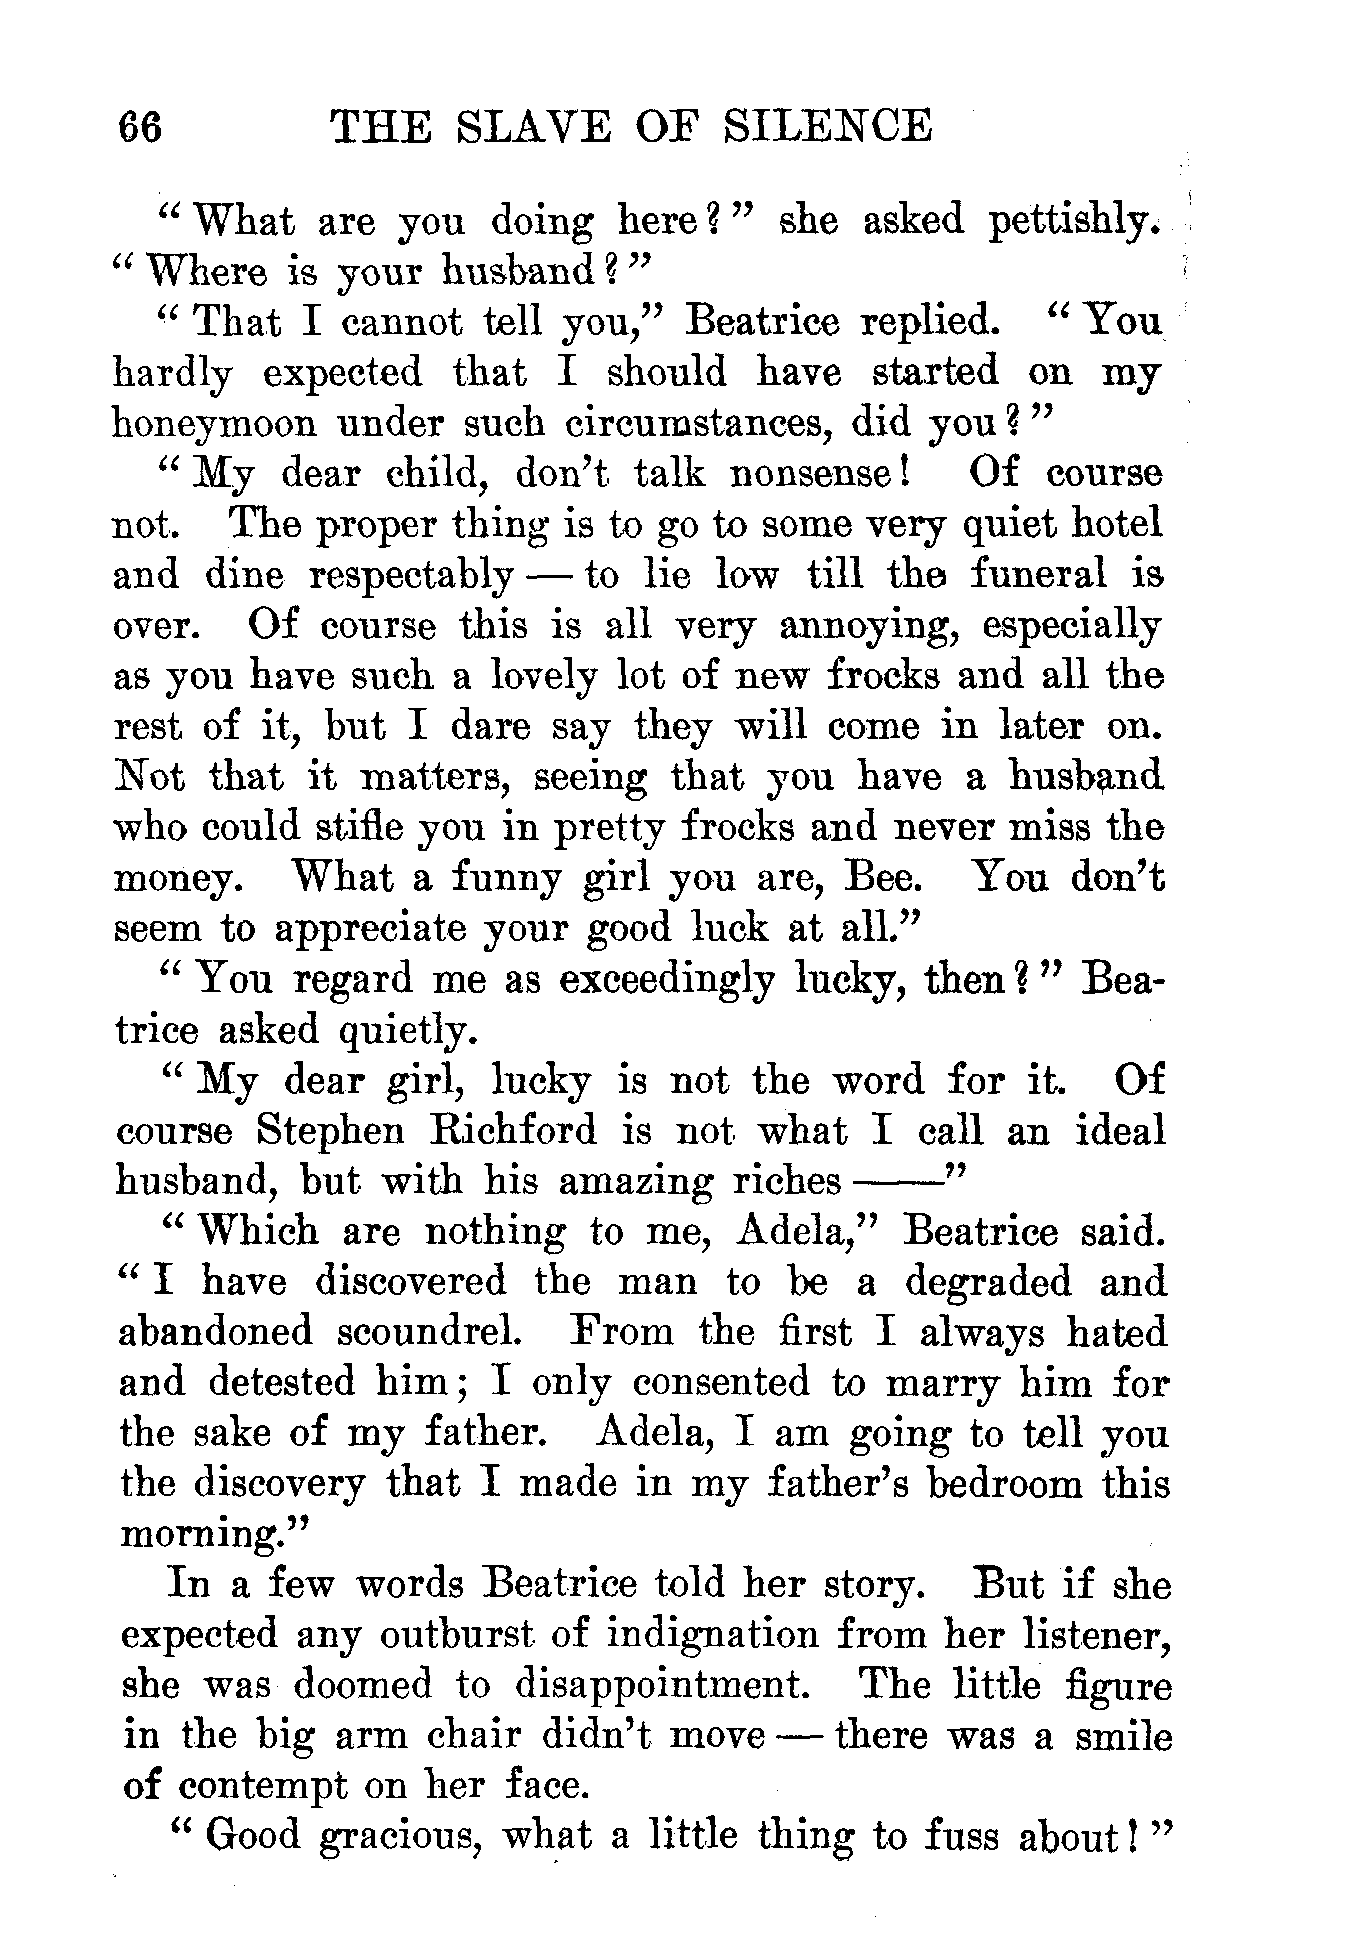 66 THE SLAVE OF SILENCE
“ What are you doing here? ” she asked pettishly.
“ Where is your husband? ”
“ That I cannot tell you,” Beatrice replied. “ You
hardly expected that I should have started on my
honeymoon under such circumstances, did you? ”
“ My dear child, don’t talk nonsense! Of course
not. The proper thing is to go to some very quiet hotel
and dine respectably — to lie low till the funeral is
over. Of course this is all very annoying, especially
as you have such a lovely lot of new frocks and all the
rest of it, but I dare say they will come in later on.
Not that it matters, seeing that you have a husband
who could stifle you in pretty frocks and never miss the
money. What a funny girl you are, Bee. You don’t
seem to appreciate your good luck at all.”
“ You regard me as exceedingly lucky, then? ” Bea-
trice asked quietly.
“ My dear girl, lucky is not the word for it. Of
course Stephen Richford is not what I call an ideal
husband, but with his amazing riches ——”
“ Which are nothing to me, Adela,” Beatrice said.
“ I have discovered the man to be a degraded and
abandoned scoundrel. From the first I always hated
and detested him; I only consented to marry him for
the sake of my father. Adela, I am going to tell you
the discovery that I made in my father’s bedroom this
morning.”
In a few words Beatrice told her story. But if she
expected any outburst of indignation from her listener,
she was doomed to disappointment. The little figure
in the big arm chair didn’t move — there was a smile
of contempt on her face.
“ Good gracious, what a little thing to fuss about! ”